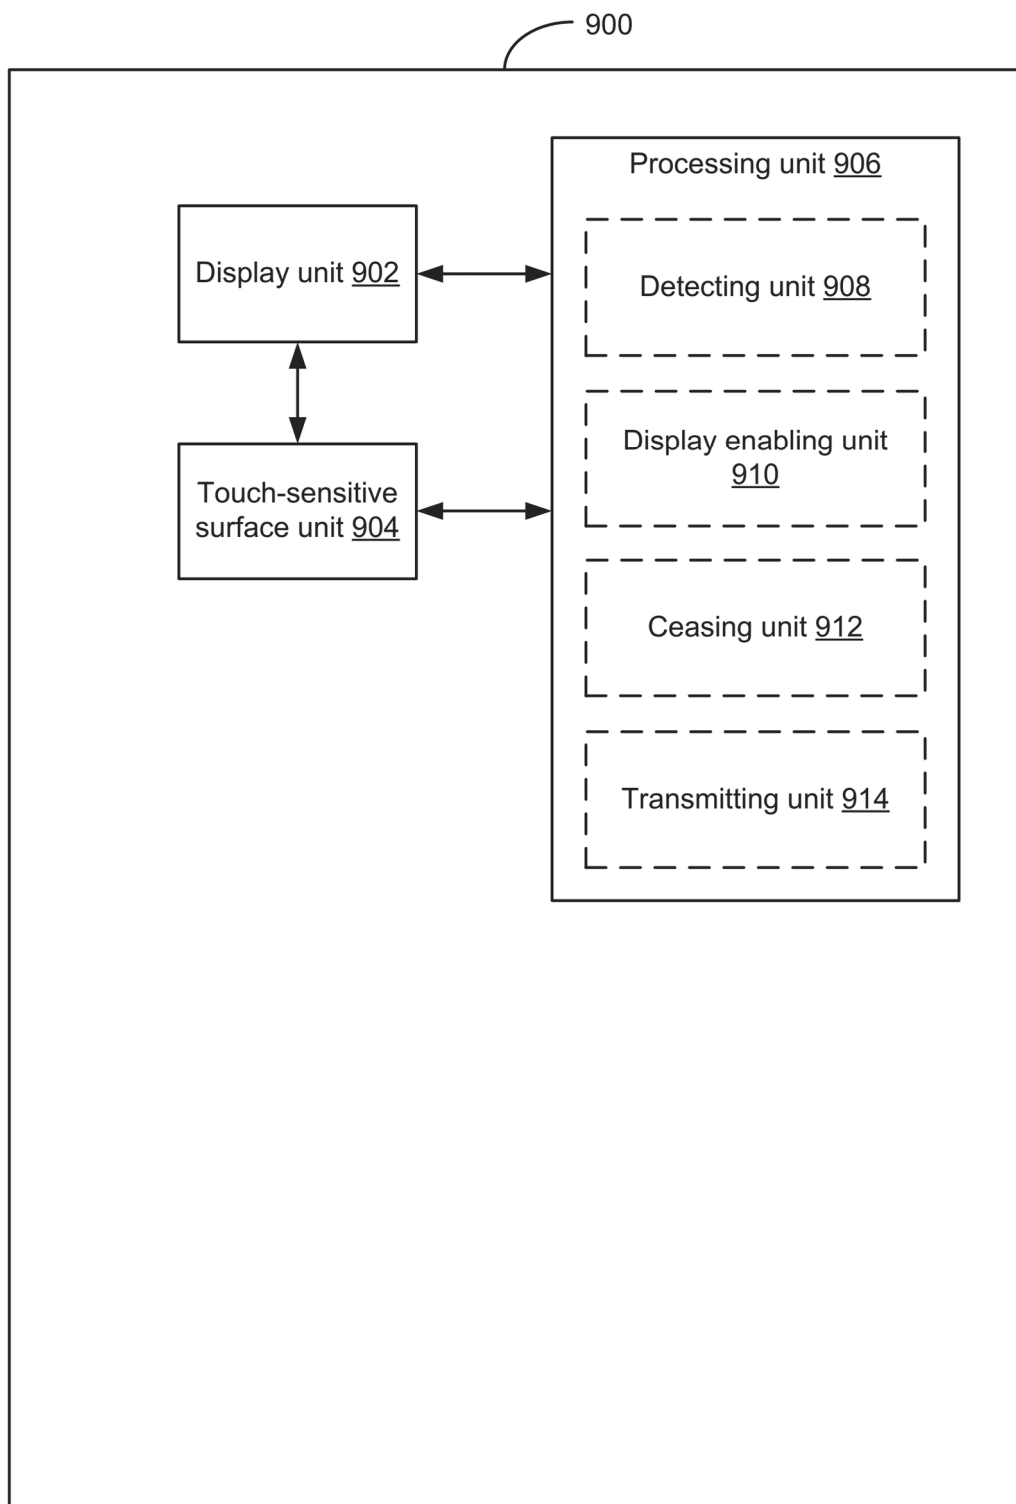 900
Processing unit 906
Display unit 902
Detecting unit 908
Display enabling unit
910
Touch-sensitive
surface unit 904
Ceasing unit 912
Transmitting unit 914